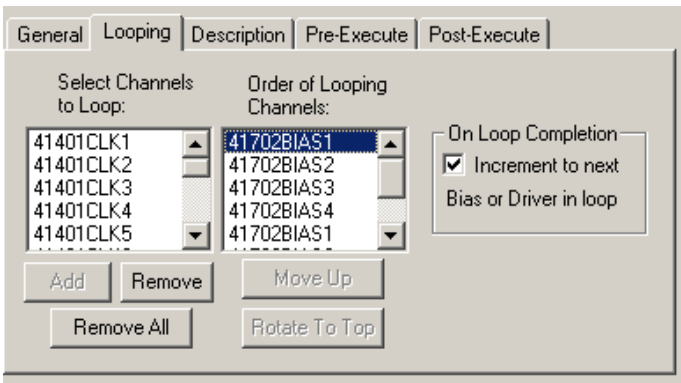 General Looping Description Pre-Execute Post-Execute
Select Channels
to Loop:
41401CLK1
41401CLK2
41401CLK3
41401CLK4
41401CLK5
Add Remove
Remove All
Order of Looping
Channels:
41702BIAS1
41702BIAS2
41702BIAS3
41702BIAS4
41702BIAS1
Move Up
Rotate To Top
On Loop Completion
Increment to next
Bias or Driver in loop